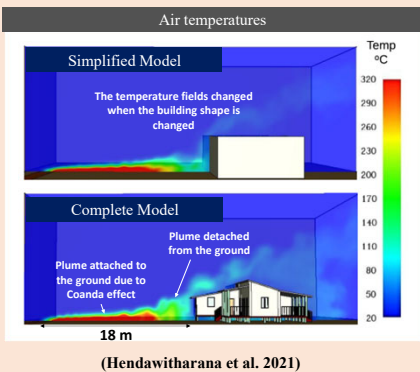 Air temperatures
Temp
°C
Simplified Model
The temperature fields changed
when the building shape is
changed
320
290
260
230
200
170
140
110
80
50
20
Complete Model
Plume detached
from the ground
Plume attached to
the ground due to
Coanda effect
18 m
(Hendawitharana et al. 2021)